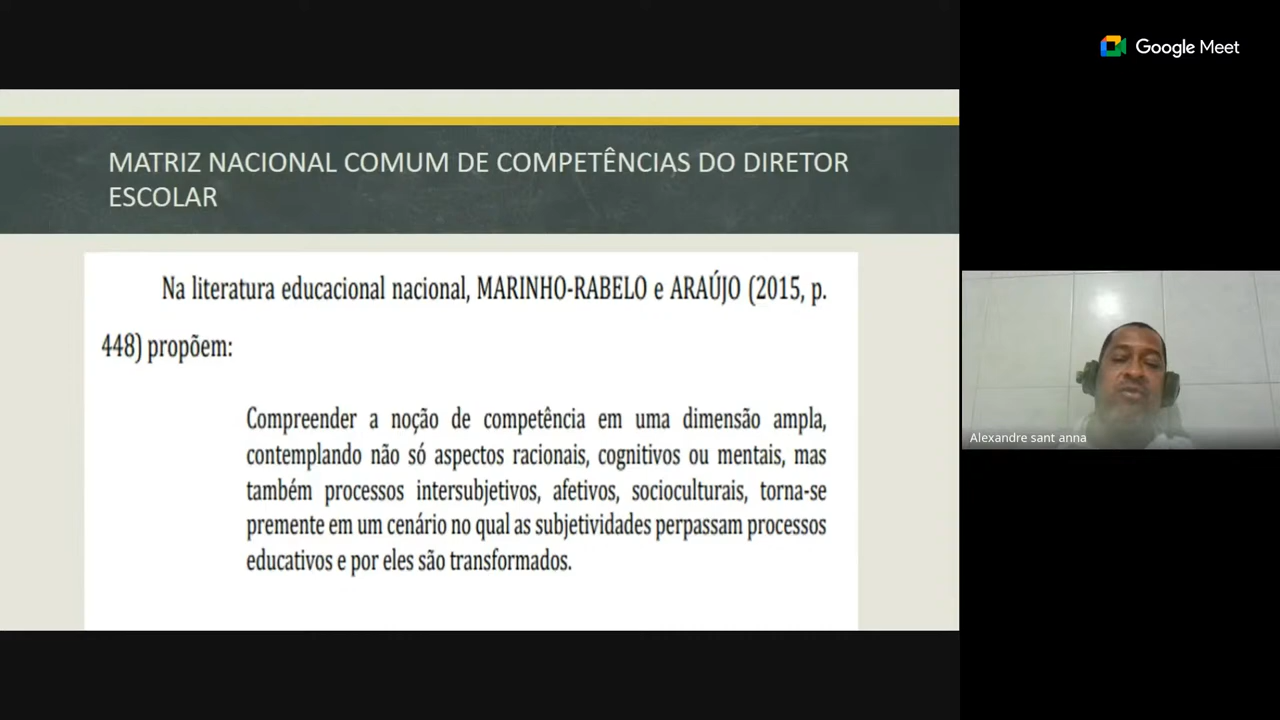 Google Meet
MATRIZ NACIONAL COMUM DE COMPETÊNCIAS DO DIRETOR
ESCOLAR
Na literatura educacional nacional, MARINHO-RABELO e ARAÚJO (2015, p.
448) propõem:
Compreender a noção de competência em uma dimensão ampla,
contemplando não só aspectos racionais, cognitivos ou mentais, mas
também processos intersubjetivos, afetivos, socioculturais, torna-se
premente em um cenário no qual as subjetividades perpassam processos
educativos e por eles são transformados.
Alexandre sant anna